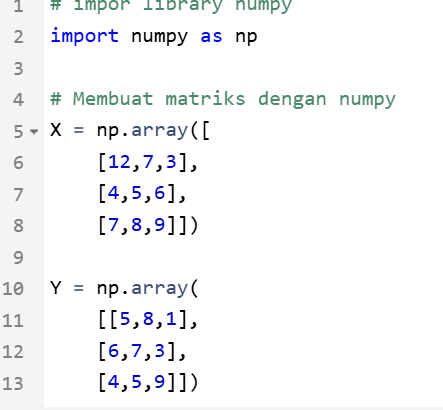 1 # impor library numpy
2 import numpy as np
3
4 # Membuat matriks dengan numpy
5 X = np.array([
6     [12,7,3],
7     [4,5,6],
8     [7,8,9]])
9
10 Y = np.array(
11     [[5,8,1],
12     [6,7,3],
13     [4,5,9]])